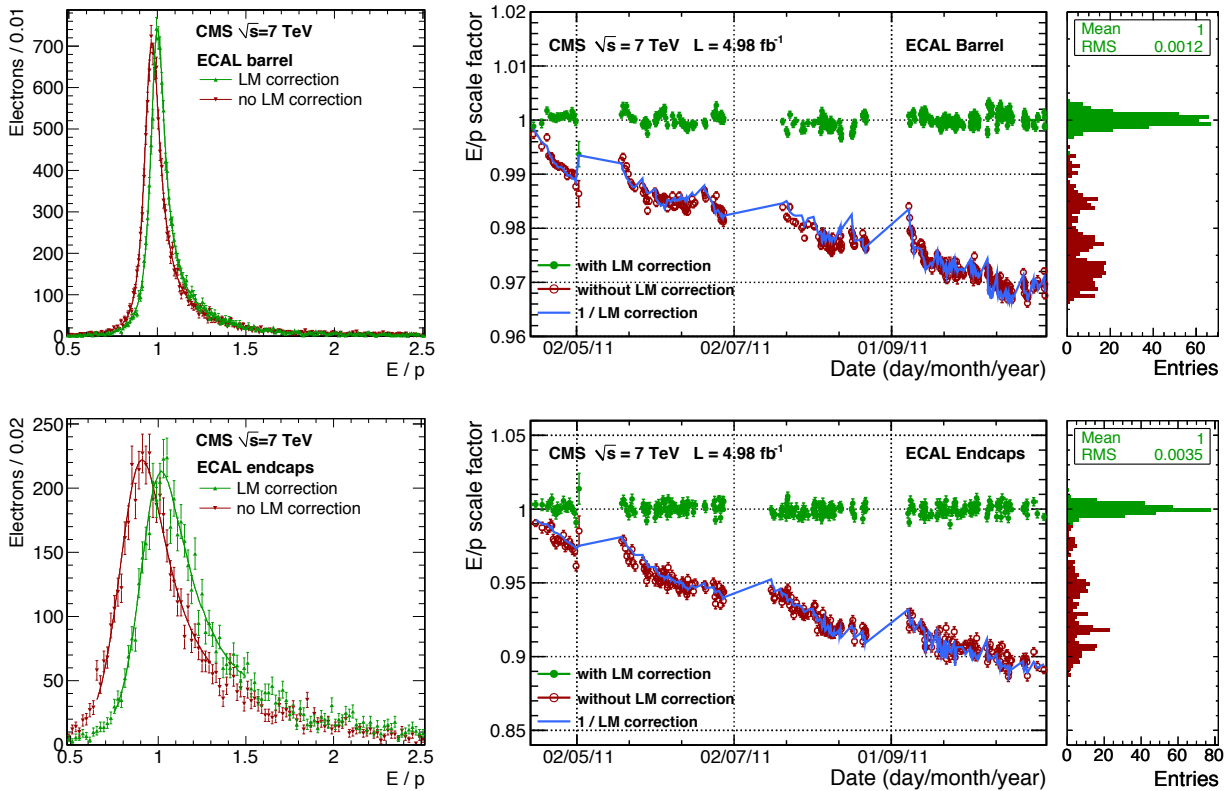 Electrons / 0.01
700
600
500
400
300
200
100
0
CMS √s=7 TeV
ECAL barrel
LM correction
no LM correction
0.5 1 1.5 2 2.5
E / p
E/p scale factor
1.02
1.01
1
0.99
0.98
0.97
0.96
CMS √s = 7 TeV L = 4.98 fb⁻¹
ECAL Barrel
with LM correction
without LM correction
1 / LM correction
02/05/11 02/07/11 01/09/11
Date (day/month/year)
Mean 1
RMS 0.0012
0 20 40 60
Entries
Electrons / 0.02
250
200
150
100
50
0
CMS √s=7 TeV
ECAL endcaps
LM correction
no LM correction
0.5 1 1.5 2 2.5
E / p
E/p scale factor
1.05
1
0.95
0.9
0.85
CMS √s = 7 TeV L = 4.98 fb⁻¹
ECAL Endcaps
with LM correction
without LM correction
1 / LM correction
02/05/11 02/07/11 01/09/11
Date (day/month/year)
Mean 1
RMS 0.0035
0 20 40 60 80
Entries